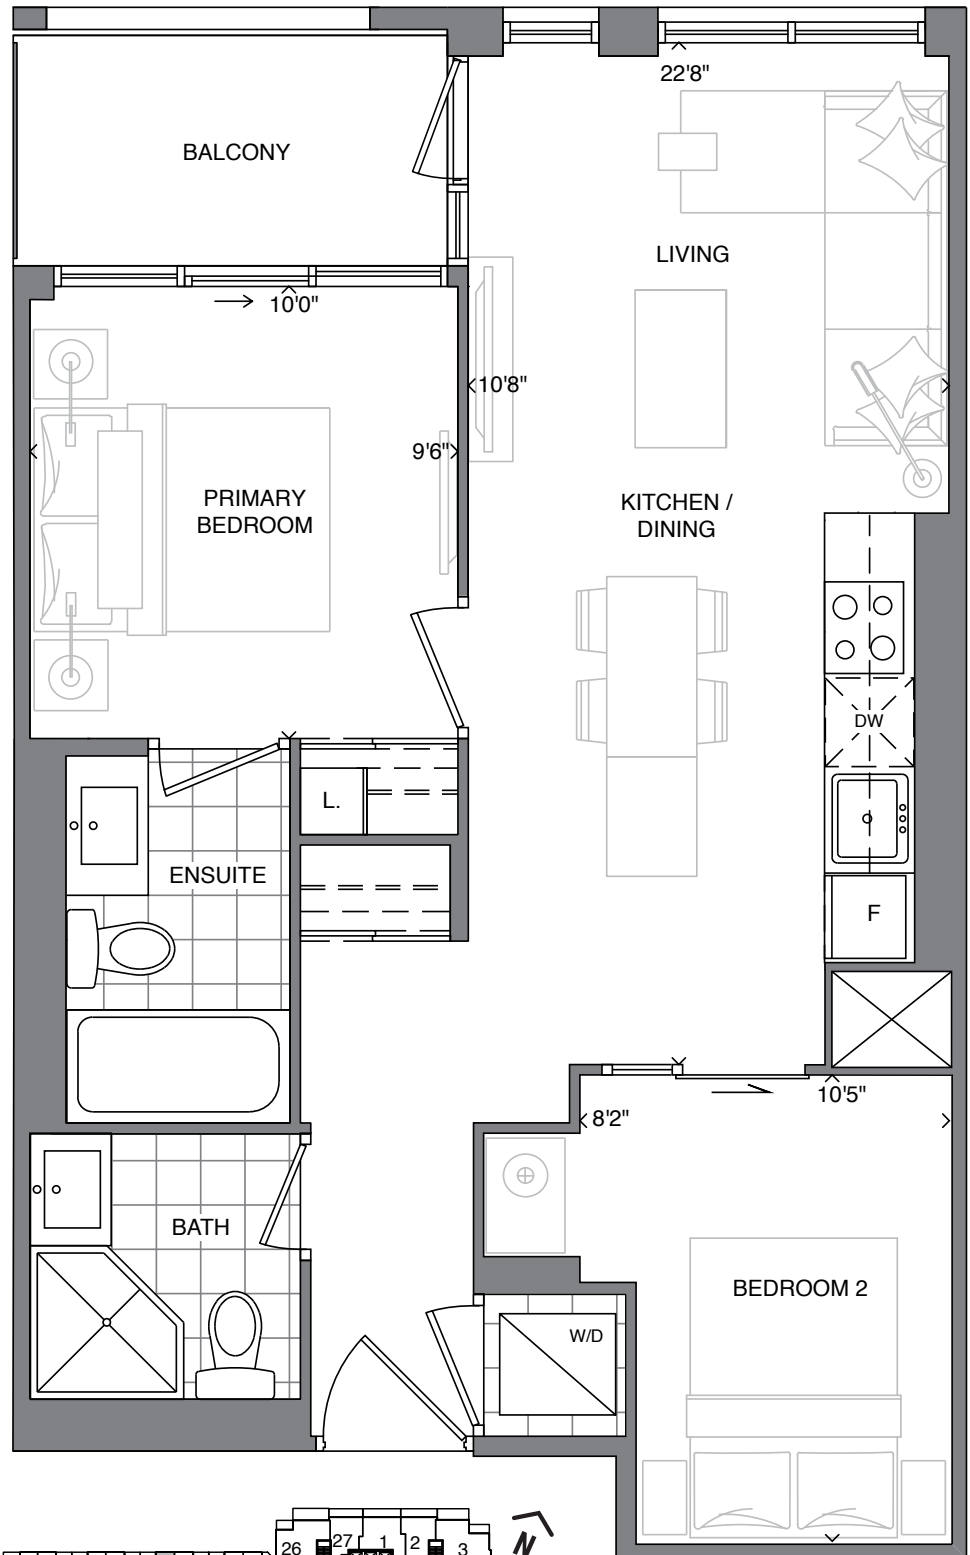 22'8"
BALCONY
LIVING
10'0"
10'8"
9'6"
PRIMARY
BEDROOM
KITCHEN /
DINING
DW
L.
ENSUITE
F
10'5"
8'2"
BATH
BEDROOM 2
W/D
26 27 1 2 3
N